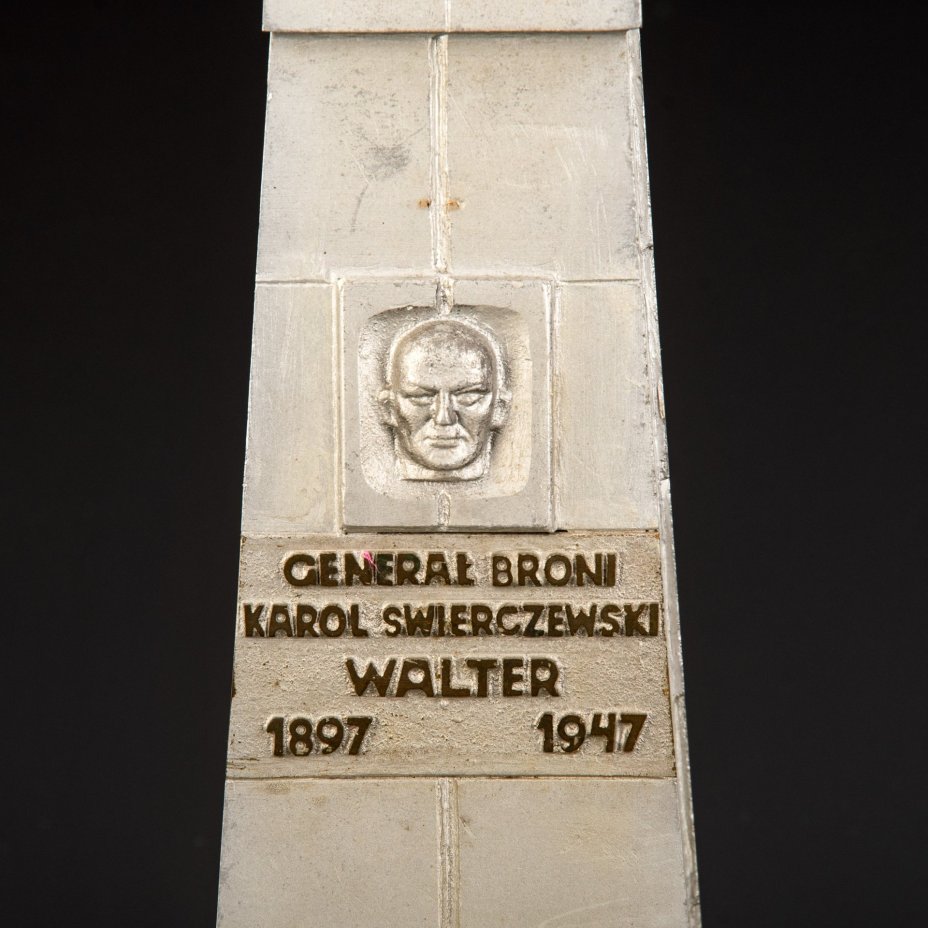 GENERAŁ BRONI
KAROL SWIERCZEWSKI
WALTER
1897 1947